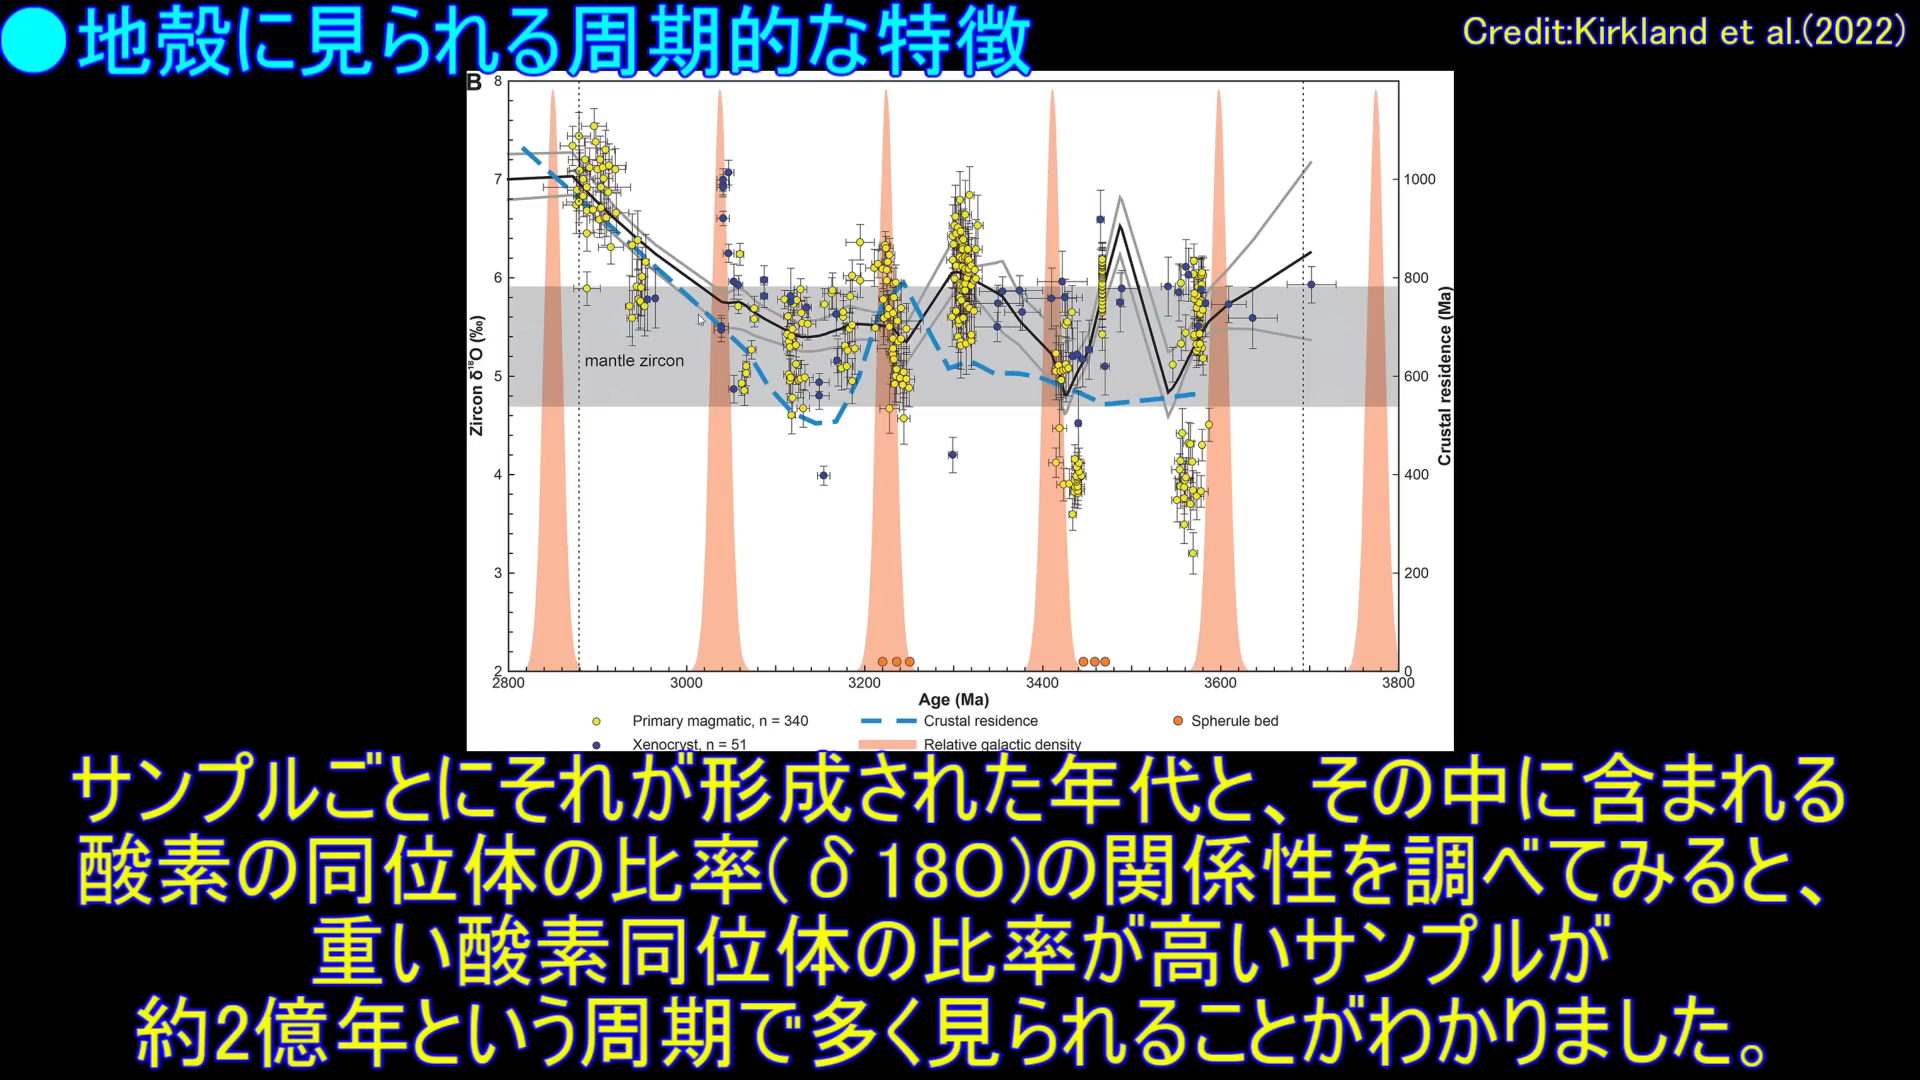 ●地殻に見られる周期的な特徴
Credit:Kirkland et al.(2022)
B
8
7
6
5
4
3
2
Zircon δ¹⁸O (‰)
mantle zircon
1000
800
600
400
200
0
Crustal residence (Ma)
2800 3000 3200 3400 3600 3800
Age (Ma)
Primary magmatic, n = 340 Crustal residence Spherule bed
Xenocryst, n = 51 Relative galactic density
サンプルごとにそれが形成された年代と、その中に含まれる
酸素の同位体の比率(δ18O)の関係性を調べてみると、
重い酸素同位体の比率が高いサンプルが
約2億年という周期で多く見られることがわかりました。